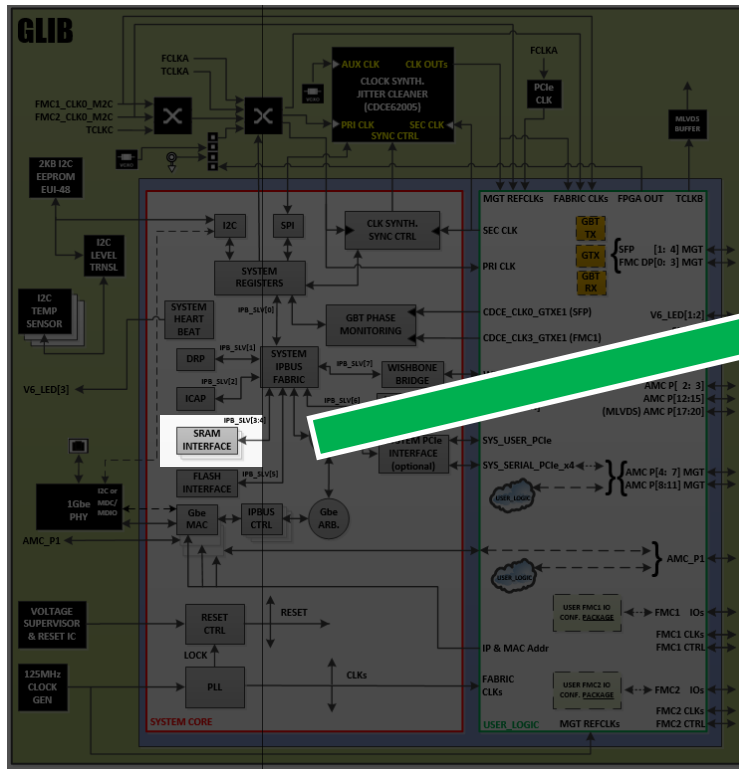 GLIB
FCLKA
TCLKA
FMC1_CLK0_M2C
FMC2_CLK0_M2C
TCLKC
AUX CLK
CLK OUTs
CLOCK SYNTH.
JITTER CLEANER
(CDCE62005)
PRI CLK
SEC CLK
SYNC CTRL
FCLKA
PCIe
CLK
MLVDS
BUFFER
2KB I2C
EEPROM
EUI-48
I2C
LEVEL
TRNSL
I2C
TEMP
SENSOR
V6_LED[3]
I2C
SPI
CLK SYNTH.
SYNC CTRL
SYSTEM
REGISTERS
IPB_SLV[0]
SYSTEM
HEART
BEAT
GBT PHASE
MONITORING
DRP
IPB_SLV[1]
SYSTEM
IPBUS
FABRIC
IPB_SLV[7]
WISHBONE
BRIDGE
ICAP
IPB_SLV[2]
IPB_SLV[6]
IPB_SLV[3:4]
SRAM
INTERFACE
INTERFACE
(optional)
FLASH
INTERFACE
IPB_SLV[5]
1Gbe
PHY
I2C or
MDC/
MDIO
Gbe
MAC
IPBUS
CTRL
Gbe
ARB.
AMC_P1
VOLTAGE
SUPERVISOR
& RESET IC
RESET
CTRL
RESET
LOCK
125MHz
CLOCK
GEN
PLL
CLKs
SYSTEM CORE
MGT REFCLKs
FABRIC CLKs
FPGA OUT
TCLKB
SEC CLK
PRI CLK
GBT
TX
GTX
GBT
RX
SFP [1: 4] MGT
FMC DP[0: 3] MGT
CDCE_CLK0_GTXE1 (SFP)
V6_LED[1:2]
CDCE_CLK3_GTXE1 (FMC1)
AMC P[ 2: 3]
AMC P[12:15]
(MLVDS) AMC P[17:20]
SYS_USER_PCIe
SYS_SERIAL_PCIe_x4
AMC P[4: 7] MGT
AMC P[8:11] MGT
USER_LOGIC
AMC_P1
USER_LOGIC
USER FMC1 IO
CONF. PACKAGE
FMC1 IOs
FMC1 CLKs
FMC1 CTRL
IP & MAC Addr
FABRIC
CLKs
USER FMC2 IO
CONF. PACKAGE
FMC2 IOs
FMC2 CLKs
FMC2 CTRL
USER_LOGIC
MGT REFCLKs